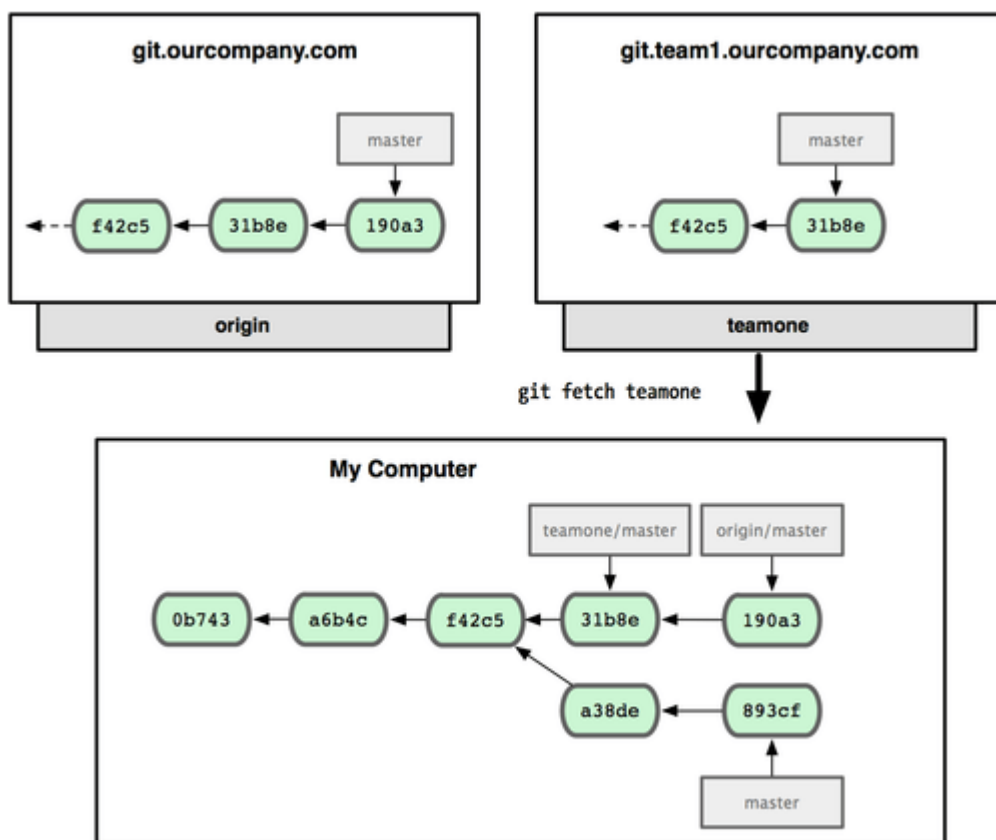 git.ourcompany.com
master
f42c5 31b8e 190a3
origin
git.team1.ourcompany.com
master
f42c5 31b8e
teamone
git fetch teamone
My Computer
teamone/master origin/master
0b743 a6b4c f42c5 31b8e 190a3
a38de 893cf
master